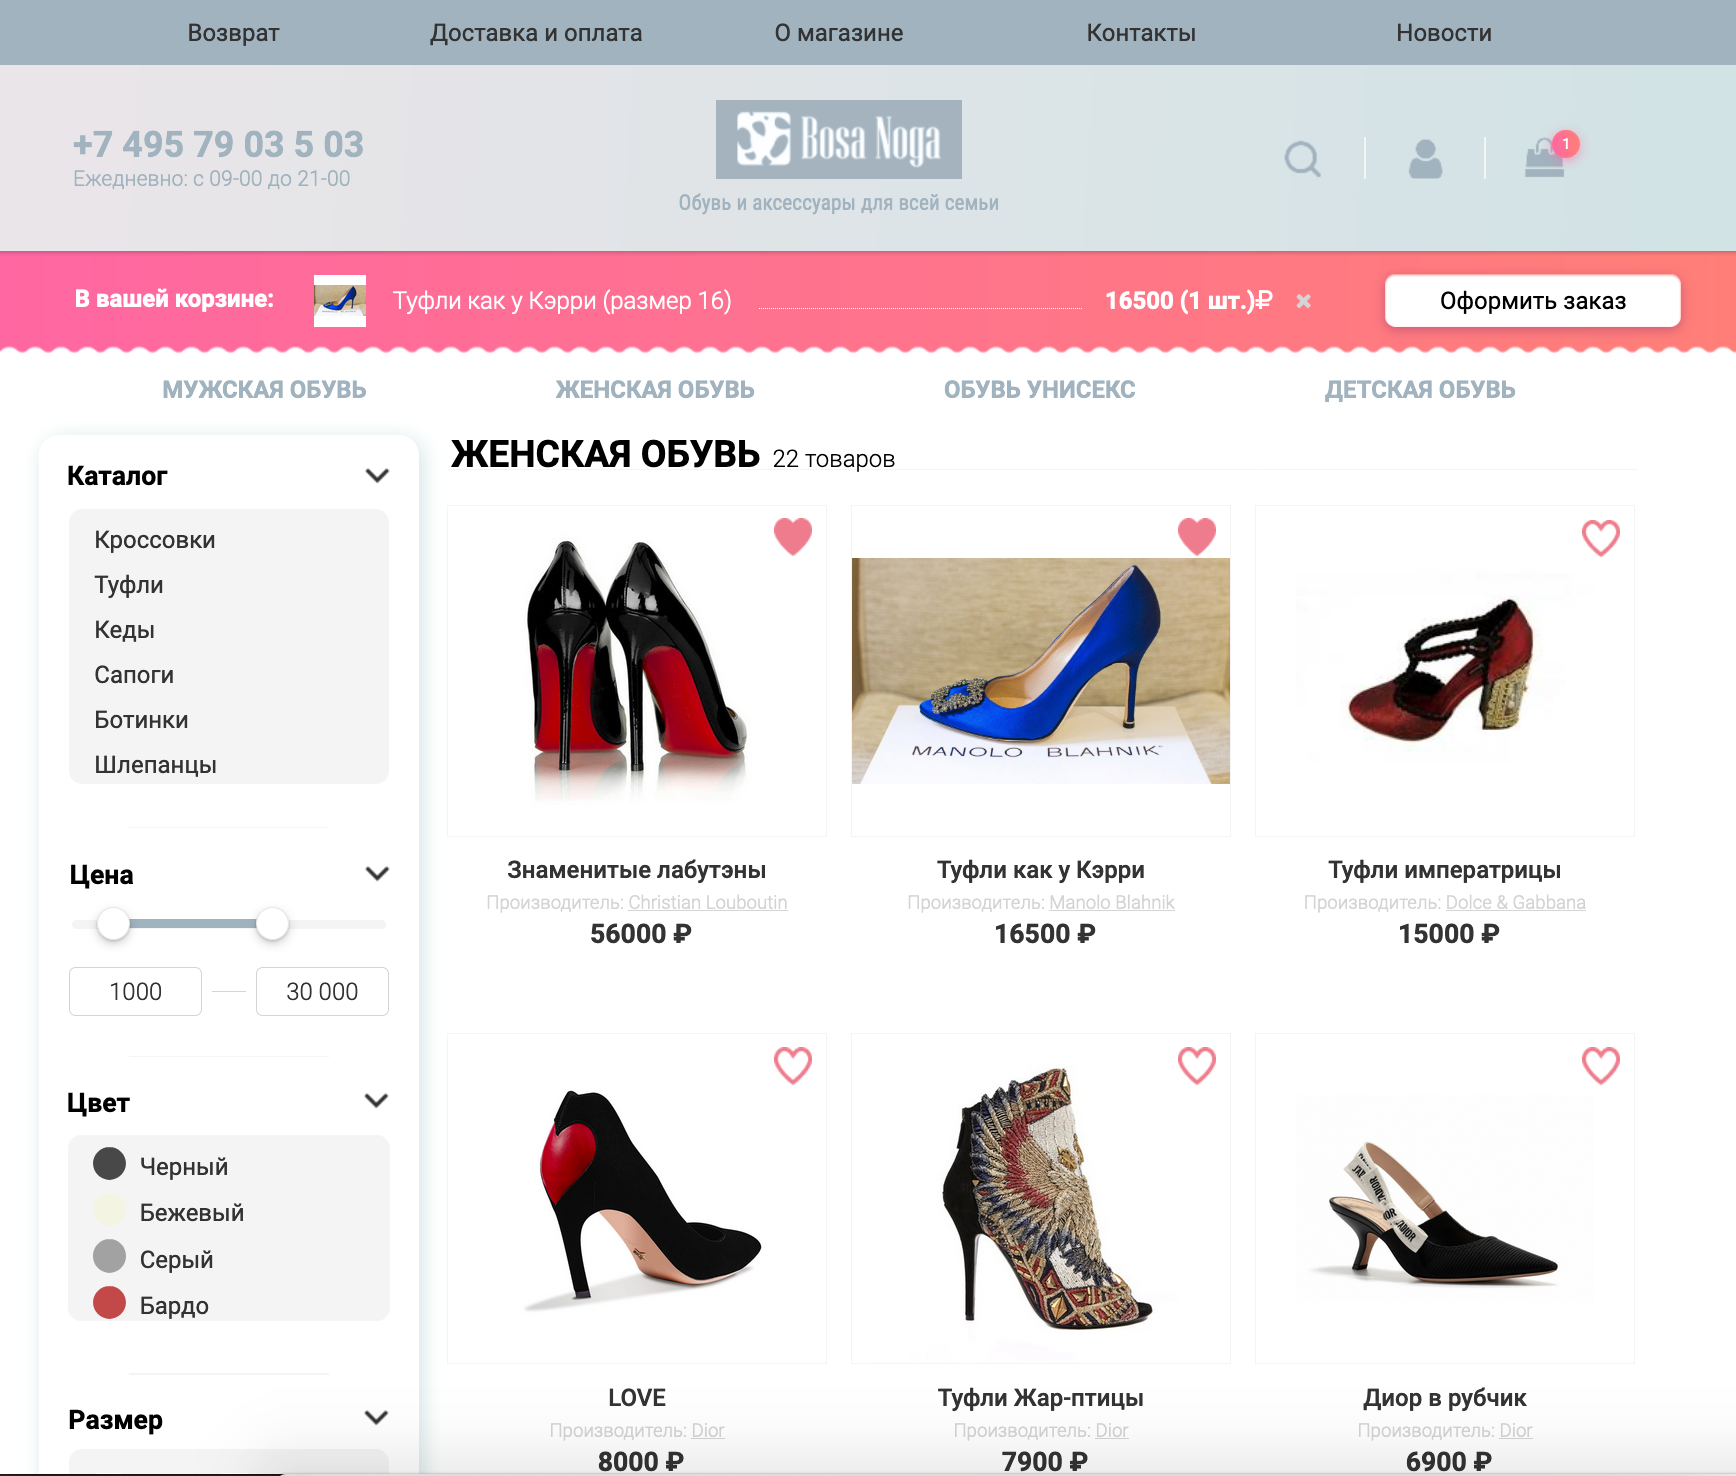 Возврат Доставка и оплата О магазине Контакты Новости
+7 495 79 03 5 03
Ежедневно: с 09-00 до 21-00
Bosa Noga
Обувь и аксессуары для всей семьи
1
В вашей корзине: Туфли как у Кэрри (размер 16) 16500 (1 шт.)₽ Оформить заказ
МУЖСКАЯ ОБУВЬ ЖЕНСКАЯ ОБУВЬ ОБУВЬ УНИСЕКС ДЕТСКАЯ ОБУВЬ
Каталог
Кроссовки
Туфли
Кеды
Сапоги
Ботинки
Шлепанцы
Цена
1000 30 000
Цвет
Черный
Бежевый
Серый
Бардо
Размер
ЖЕНСКАЯ ОБУВЬ 22 товаров
MANOLO BLAHNIK
Знаменитые лабутэны
Производитель: Christian Louboutin
56000 ₽
Туфли как у Кэрри
Производитель: Manolo Blahnik
16500 ₽
Туфли императрицы
Производитель: Dolce & Gabbana
15000 ₽
LOVE
Производитель: Dior
8000 ₽
Туфли Жар-птицы
Производитель: Dior
7900 ₽
J'ADIOR
Диор в рубчик
Производитель: Dior
6900 ₽